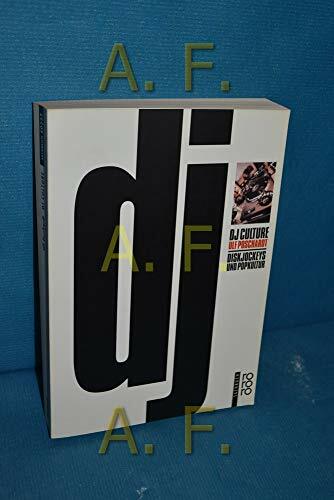 A. F.
dj
DJ CULTURE
ULF POSCHARDT
DISKJOCKEYS
UND POPKULTUR
A. F.
rororo
A. F.